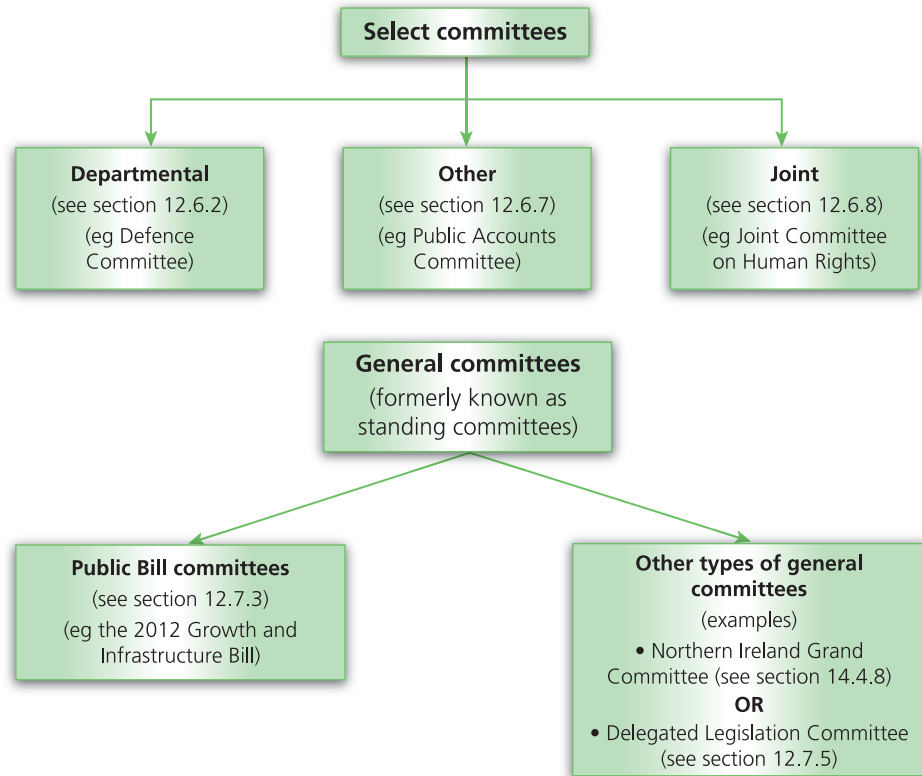 Select committees
Departmental
(see section 12.6.2)
(eg Defence
Committee)
Other
(see section 12.6.7)
(eg Public Accounts
Committee)
Joint
(see section 12.6.8)
(eg Joint Committee
on Human Rights)
General committees
(formerly known as
standing committees)
Public Bill committees
(see section 12.7.3)
(eg the 2012 Growth and
Infrastructure Bill)
Other types of general
committees
(examples)
• Northern Ireland Grand
Committee (see section 14.4.8)
OR
• Delegated Legislation Committee
(see section 12.7.5)